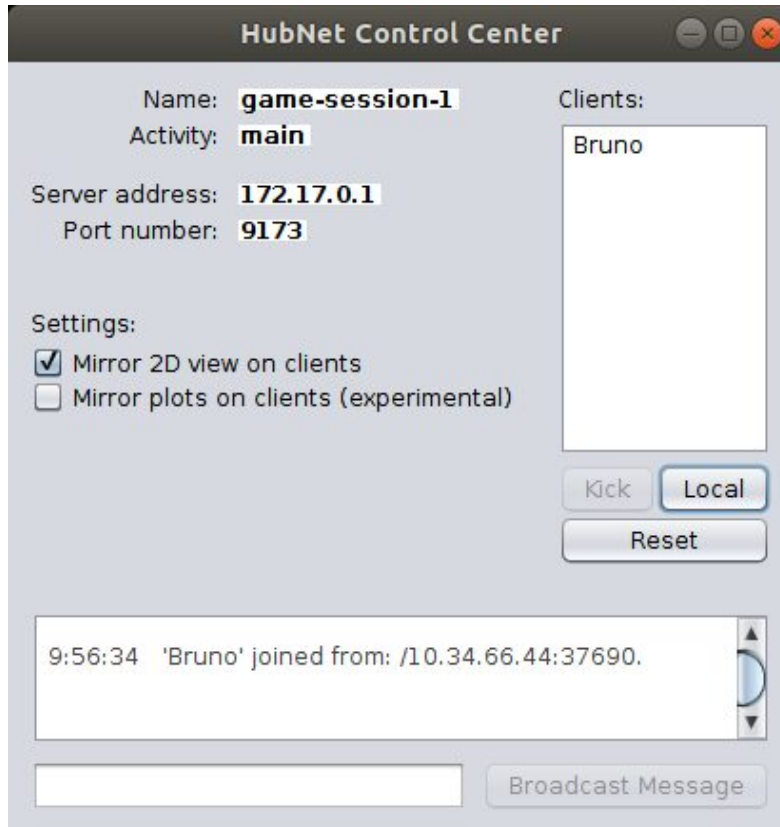 HubNet Control Center
Name: game-session-1
Activity: main
Server address: 172.17.0.1
Port number: 9173
Settings:
Mirror 2D view on clients
Mirror plots on clients (experimental)
Clients:
Bruno
Kick Local
Reset
9:56:34 'Bruno' joined from: /10.34.66.44:37690.
Broadcast Message